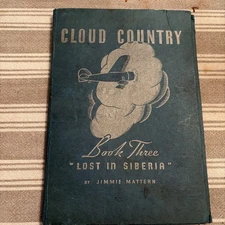 CLOUD COUNTRY
Book Three
"LOST IN SIBERIA"
BY JIMMIE MATTERN